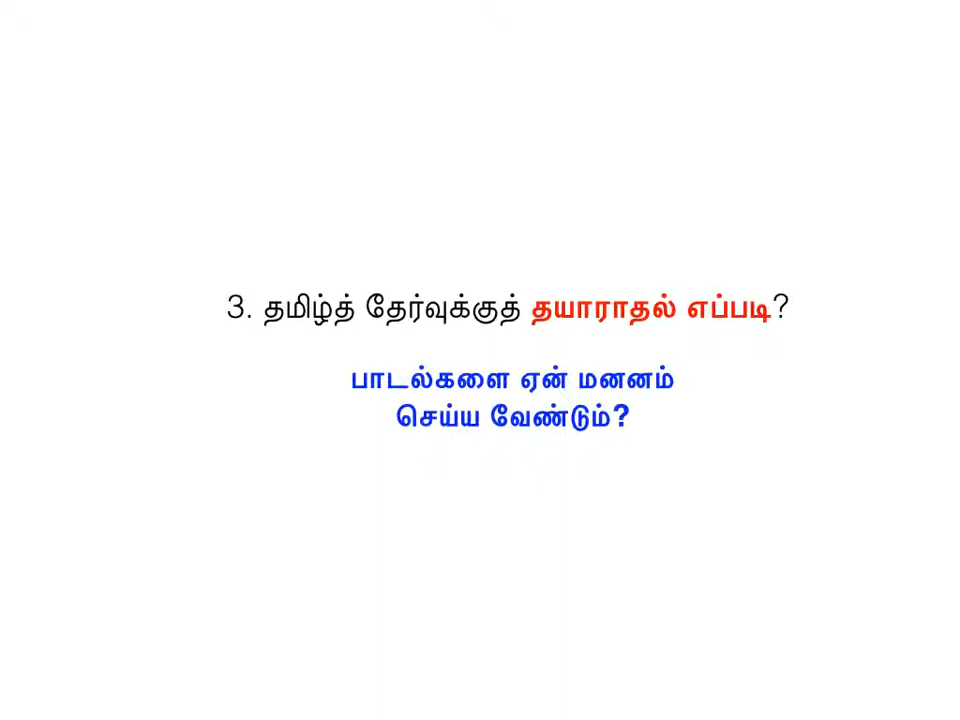 3. தமிழ்த் தேர்வுக்குத் தயாராதல் எப்படி?
பாடல்களை ஏன் மனனம்
செய்ய வேண்டும்?